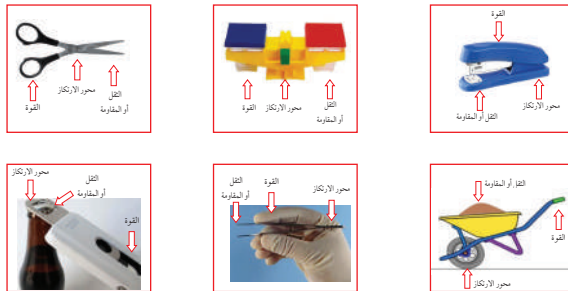 القوة
محور الارتكاز
الثقل أو المقاومة
الثقل
أو المقاومة
محور الارتكاز
القوة
الثقل
أو المقاومة
محور الارتكاز
القوة
الثقل, أو المقاومة
القوة
محور الارتكاز
محور الارتكاز
القوة
الثقل
أو المقاومة
محور الارتكاز
الثقل
أو المقاومة
القوة